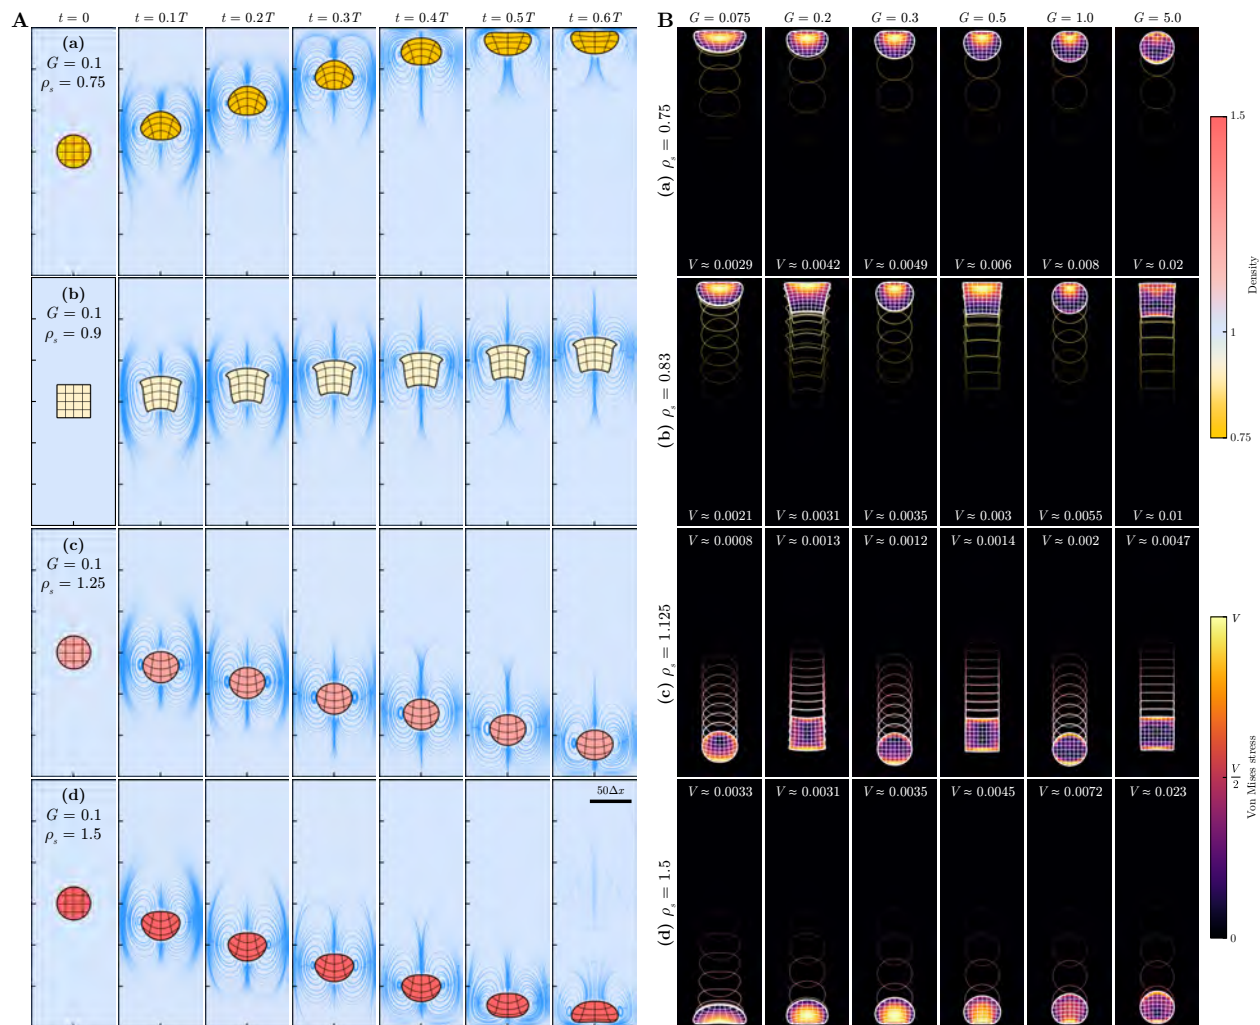 A
t = 0
t = 0.1T
t = 0.2T
t = 0.3T
t = 0.4T
t = 0.5T
t = 0.6T
(a)
G = 0.1
ρs = 0.75
(b)
G = 0.1
ρs = 0.9
(c)
G = 0.1
ρs = 1.25
(d)
G = 0.1
ρs = 1.5
50Δx
B
G = 0.075
G = 0.2
G = 0.3
G = 0.5
G = 1.0
G = 5.0
(a) ρs = 0.75
V ≈ 0.0029
V ≈ 0.0042
V ≈ 0.0049
V ≈ 0.006
V ≈ 0.008
V ≈ 0.02
(b) ρs = 0.83
V ≈ 0.0021
V ≈ 0.0031
V ≈ 0.0035
V ≈ 0.003
V ≈ 0.0055
V ≈ 0.01
(c) ρs = 1.125
V ≈ 0.0008
V ≈ 0.0013
V ≈ 0.0012
V ≈ 0.0014
V ≈ 0.002
V ≈ 0.0047
(d) ρs = 1.5
V ≈ 0.0033
V ≈ 0.0031
V ≈ 0.0035
V ≈ 0.0045
V ≈ 0.0072
V ≈ 0.023
1.5
1
0.75
Density
V
V/2
0
Von Mises stress